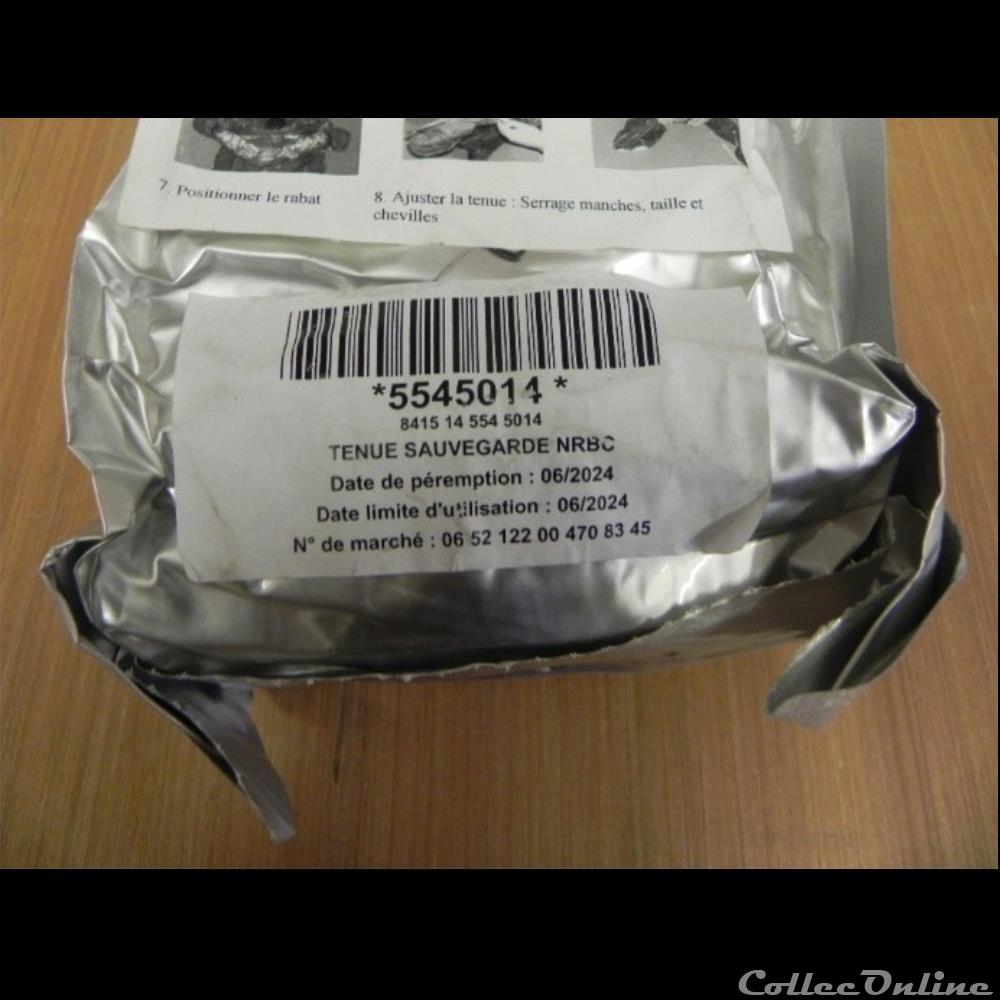 7. Positionner le rabat
8. Ajuster la tenue : Serrage manches, taille et
chevilles
*5545014 *
8415 14 554 5014
TENUE SAUVEGARDE NRBC
Date de péremption : 06/2024
Date limite d'utilisation : 06/2024
N° de marché : 06 52 122 00 470 83 45
CollecOnline